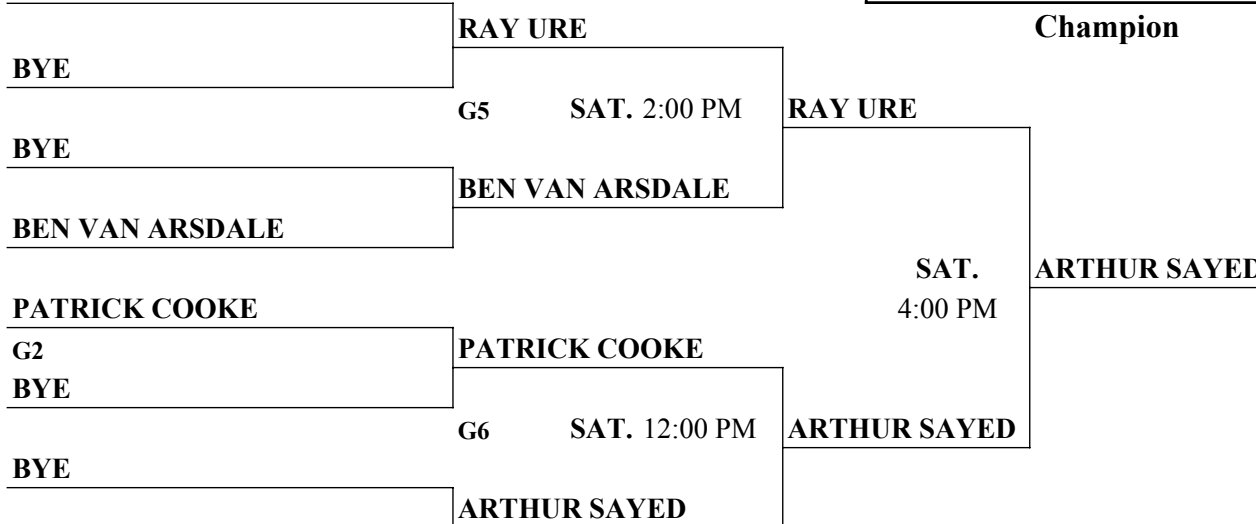 Champion
RAY URE
BYE
G5 SAT. 2:00 PM RAY URE
BYE
BEN VAN ARSDALE
BEN VAN ARSDALE
SAT. ARTHUR SAYED
PATRICK COOKE 4:00 PM
G2 PATRICK COOKE
BYE
G6 SAT. 12:00 PM ARTHUR SAYED
BYE
ARTHUR SAYED